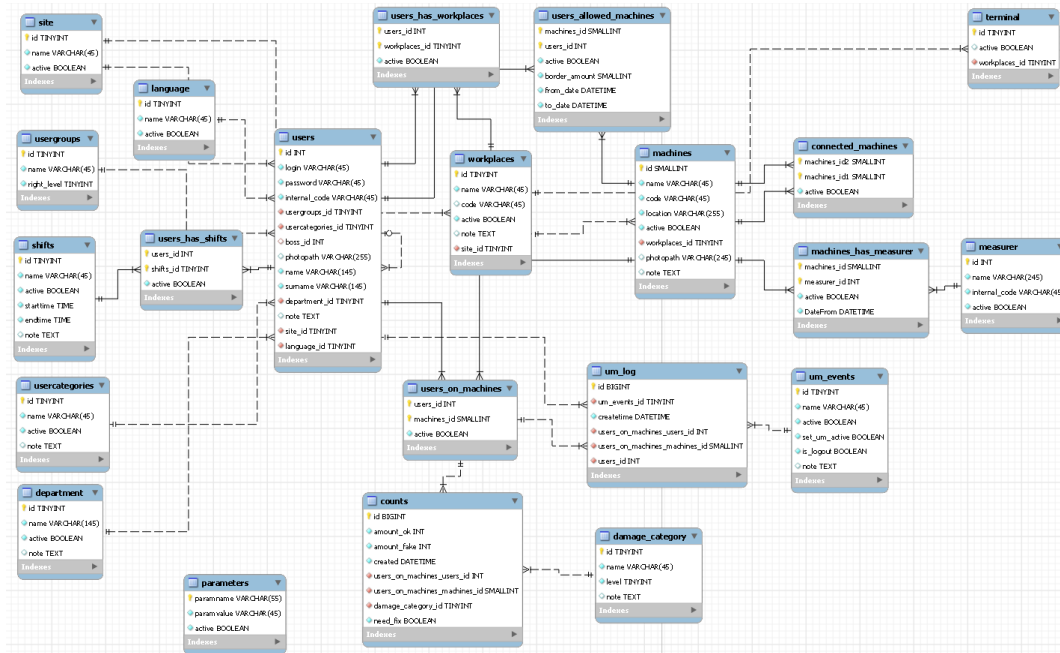 site
id TINYINT
name VARCHAR(45)
active BOOLEAN
Indexes
language
id TINYINT
name VARCHAR(45)
active BOOLEAN
Indexes
usergroups
id TINYINT
name VARCHAR(45)
right_level TINYINT
Indexes
shifts
id TINYINT
name VARCHAR(45)
active BOOLEAN
starttime TIME
endtime TIME
note TEXT
Indexes
users_has_shifts
users_id INT
shifts_id TINYINT
active BOOLEAN
Indexes
usercategories
id TINYINT
name VARCHAR(45)
active BOOLEAN
note TEXT
Indexes
department
id TINYINT
name VARCHAR(145)
active BOOLEAN
note TEXT
Indexes
parameters
paramname VARCHAR(55)
paramvalue VARCHAR(45)
active BOOLEAN
Indexes
users
id INT
login VARCHAR(45)
password VARCHAR(45)
internal_code VARCHAR(45)
usergroups_id TINYINT
usercategories_id TINYINT
boss_id INT
photopath VARCHAR(255)
name VARCHAR(145)
surname VARCHAR(145)
department_id TINYINT
note TEXT
site_id TINYINT
language_id TINYINT
Indexes
users_has_workplaces
users_id INT
workplaces_id TINYINT
active BOOLEAN
Indexes
users_allowed_machines
machines_id SMALLINT
users_id INT
active BOOLEAN
border_amount SMALLINT
from_date DATETIME
to_date DATETIME
Indexes
workplaces
id TINYINT
name VARCHAR(45)
code VARCHAR(45)
active BOOLEAN
note TEXT
site_id TINYINT
Indexes
machines
id SMALLINT
name VARCHAR(45)
code VARCHAR(45)
location VARCHAR(255)
active BOOLEAN
workplaces_id TINYINT
photopath VARCHAR(245)
note TEXT
Indexes
terminal
id TINYINT
active BOOLEAN
workplaces_id TINYINT
Indexes
connected_machines
machines_id2 SMALLINT
machines_id1 SMALLINT
active BOOLEAN
Indexes
machines_has_measurer
machines_id SMALLINT
measurer_id INT
active BOOLEAN
DateFrom DATETIME
Indexes
measurer
id INT
name VARCHAR(245)
internal_code VARCHAR(45)
active BOOLEAN
Indexes
users_on_machines
users_id INT
machines_id SMALLINT
active BOOLEAN
Indexes
um_log
id BIGINT
um_events_id TINYINT
createtime DATETIME
users_on_machines_users_id INT
users_on_machines_machines_id SMALLINT
users_id INT
Indexes
um_events
id TINYINT
name VARCHAR(45)
active BOOLEAN
set_um_active BOOLEAN
is_logout BOOLEAN
note TEXT
Indexes
counts
id BIGINT
amount_ok INT
amount_fake INT
created DATETIME
users_on_machines_users_id INT
users_on_machines_machines_id SMALLINT
damage_category_id TINYINT
need_fix BOOLEAN
Indexes
damage_category
id TINYINT
name VARCHAR(45)
level TINYINT
note TEXT
Indexes